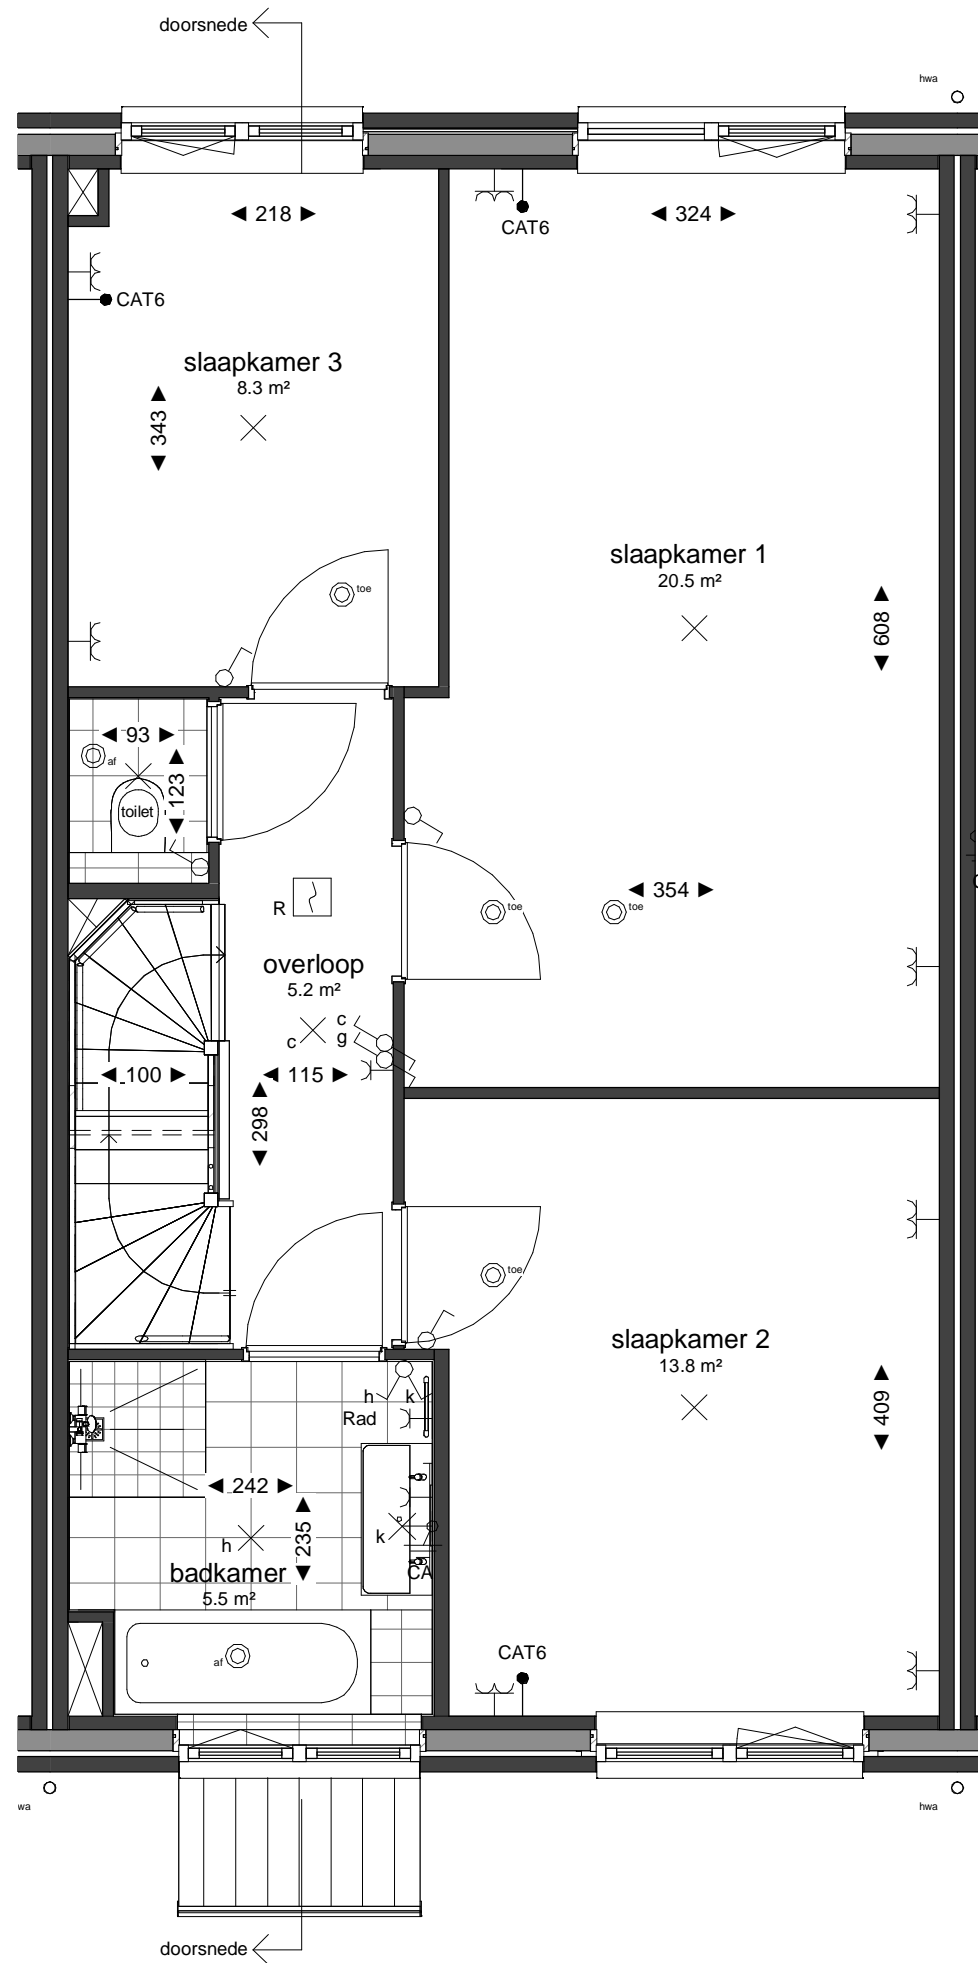 doorsnede
hwa
218
324
CAT6
CAT6
slaapkamer 3
8.3 m²
343
slaapkamer 1
20.5 m²
608
toe
93
af
123
toilet
354
toe
toe
R
overloop
5.2 m²
c
c
g
100
115
298
toe
slaapkamer 2
13.8 m²
h
k
Rad
409
242
235
h
k
badkamer
5.5 m²
CA
af
CAT6
wa
hwa
doorsnede